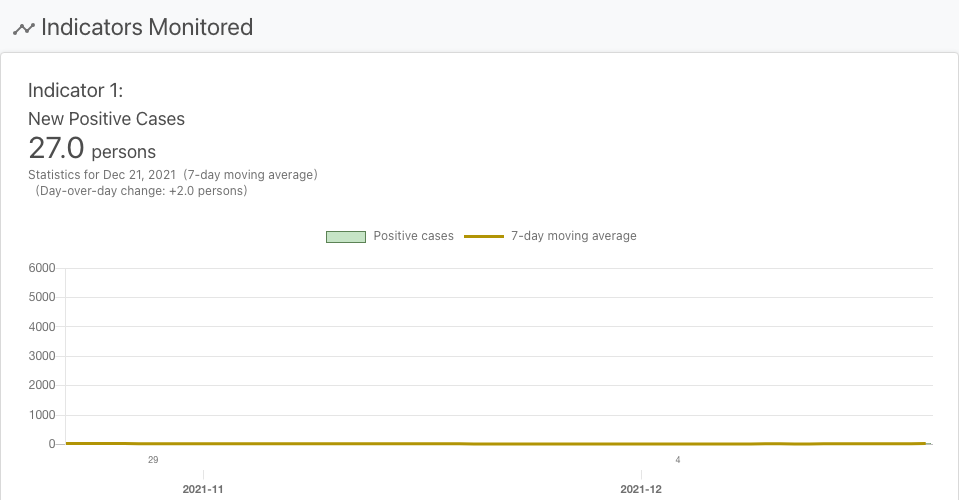 Indicators Monitored
Indicator 1:
New Positive Cases
27.0 persons
Statistics for Dec 21, 2021 (7-day moving average)
(Day-over-day change: +2.0 persons)
Positive cases 7-day moving average
6000
5000
4000
3000
2000
1000
0
29 4
2021-11 2021-12